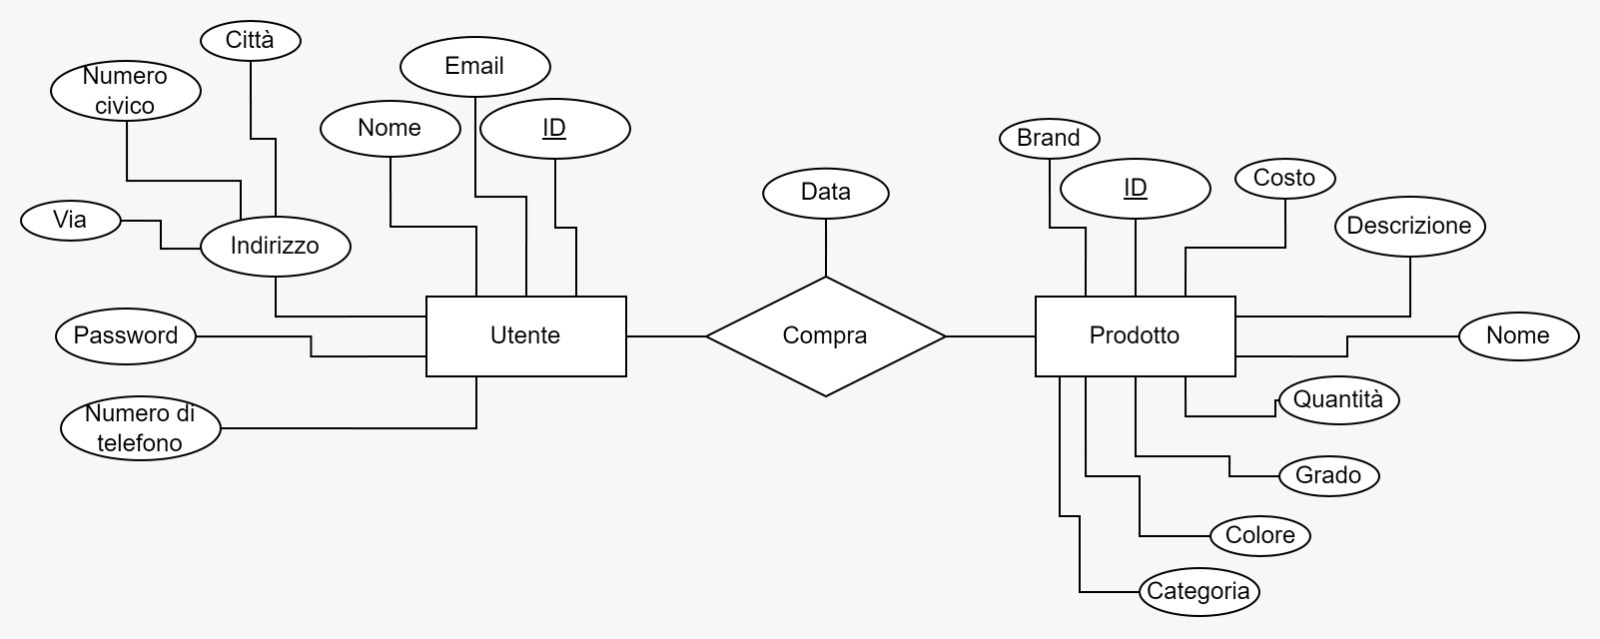 Città
Email
Numero
civico
Nome
ID
Brand
Costo
ID
Data
Via
Descrizione
Indirizzo
Password
Utente
Compra
Prodotto
Nome
Quantità
Numero di
telefono
Grado
Colore
Categoria